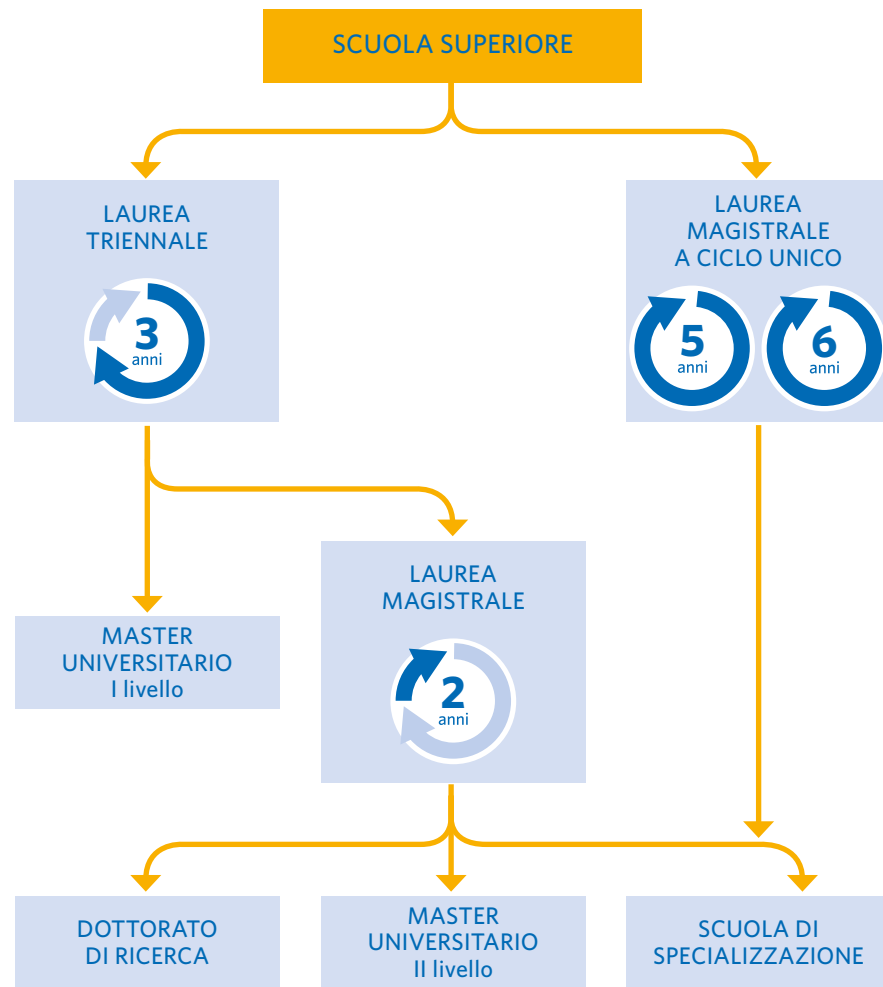 SCUOLA SUPERIORE
LAUREA
TRIENNALE
3
anni
LAUREA
MAGISTRALE
A CICLO UNICO
5
anni
6
anni
MASTER
UNIVERSITARIO
I livello
LAUREA
MAGISTRALE
2
anni
DOTTORATO
DI RICERCA
MASTER
UNIVERSITARIO
II livello
SCUOLA DI
SPECIALIZZAZIONE